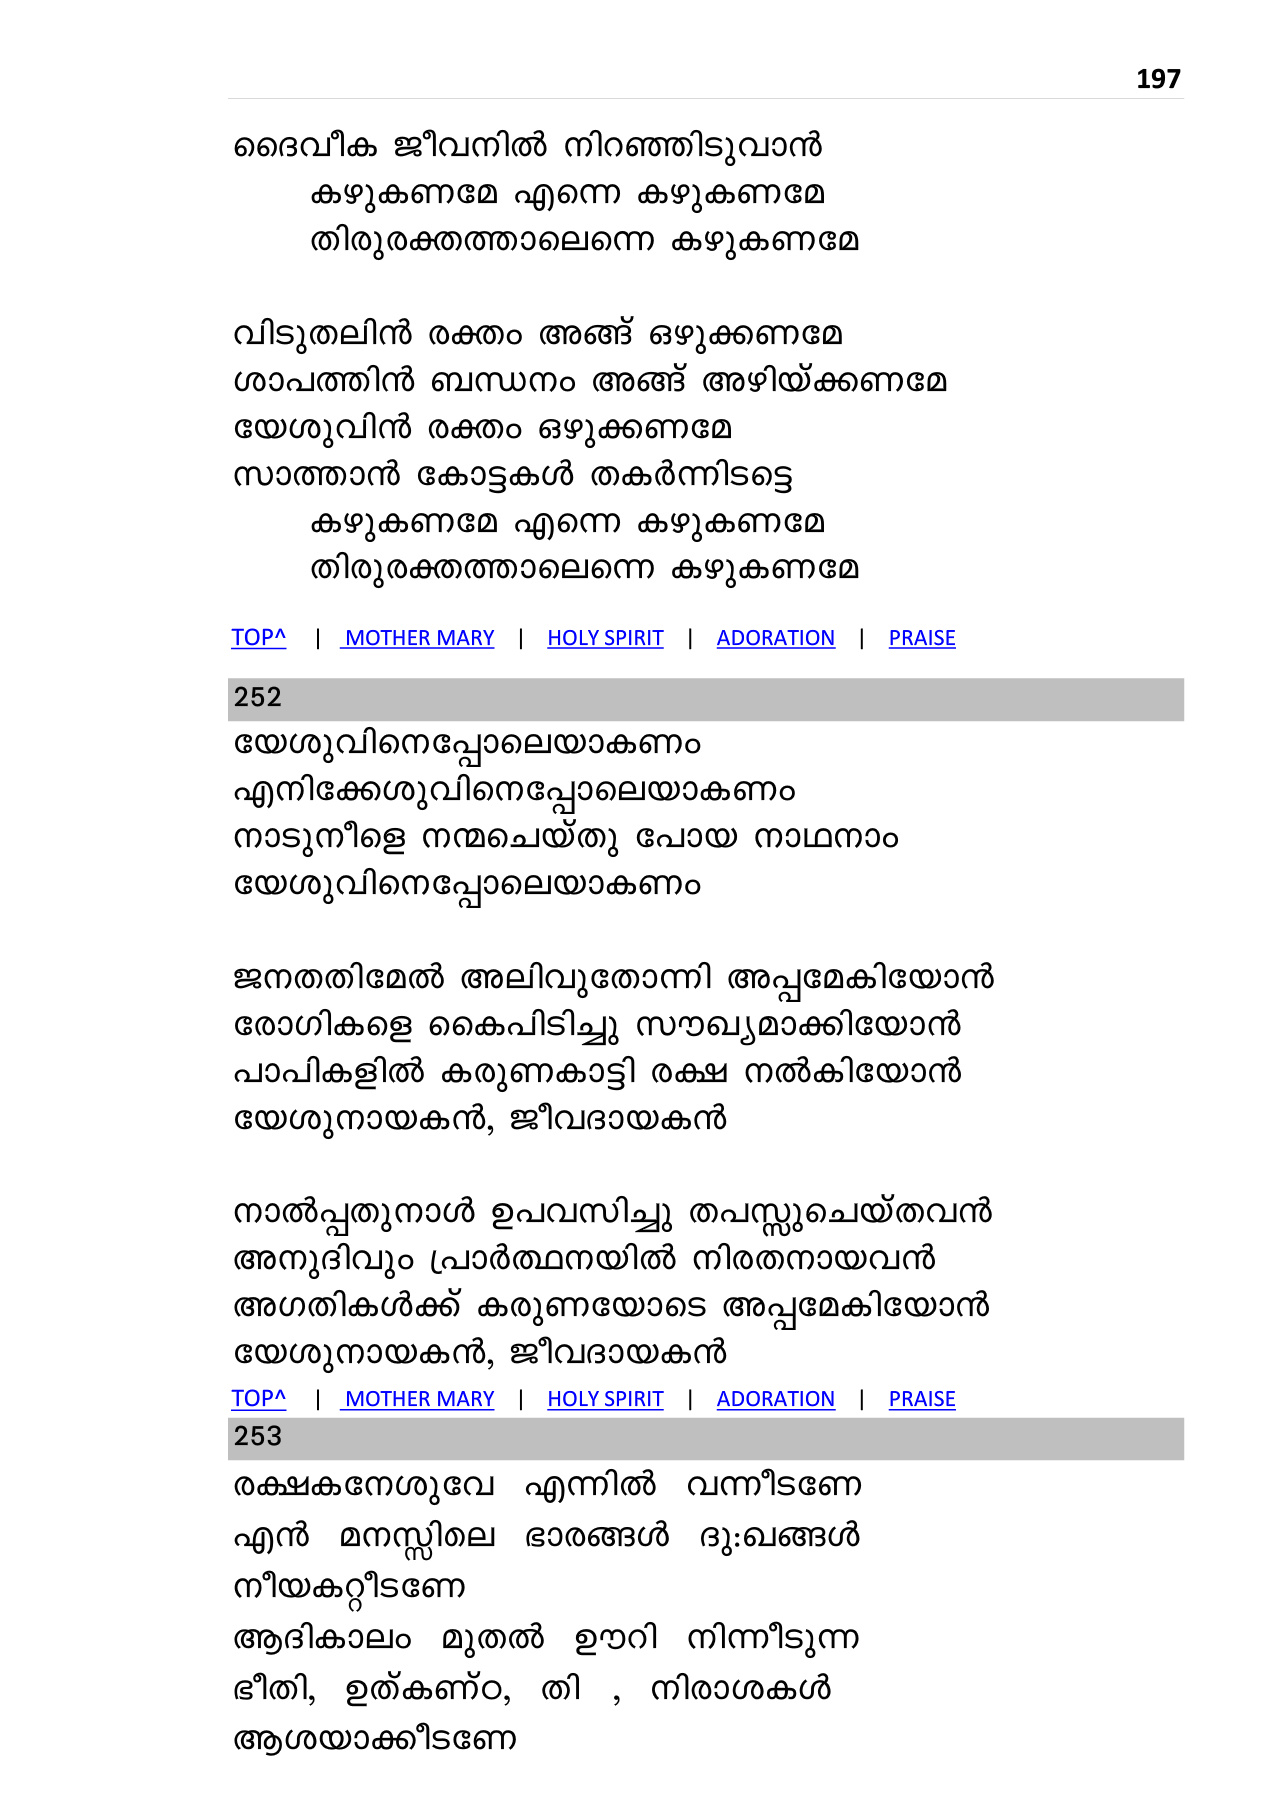 197
ദൈവീക ജീവനിൽ നിറഞ്ഞിടുവാൻ
കഴുകണമേ എന്നെ കഴുകണമേ
തിരുരക്തത്താലെന്നെ കഴുകണമേ
വിടുതലിൻ രക്തം അങ്ങ് ഒഴുക്കണമേ
ശാപത്തിൻ ബന്ധനം അങ്ങ് അഴിയ്ക്കണമേ
യേശുവിൻ രക്തം ഒഴുക്കണമേ
സാത്താൻ കോട്ടകൾ തകർന്നിടട്ടെ
കഴുകണമേ എന്നെ കഴുകണമേ
തിരുരക്തത്താലെന്നെ കഴുകണമേ
TOP^ | MOTHER MARY | HOLY SPIRIT | ADORATION | PRAISE
252
യേശുവിനെപ്പോലെയാകണം
എനിക്കേശുവിനെപ്പോലെയാകണം
നാടുനീളെ നന്മചെയ്തു പോയ നാഥനാം
യേശുവിനെപ്പോലെയാകണം
ജനതതിമേൽ അലിവുതോന്നി അപ്പമേകിയോൻ
രോഗികളെ കൈപിടിച്ചു സൗഖ്യമാക്കിയോൻ
പാപികളിൽ കരുണകാട്ടി രക്ഷ നൽകിയോൻ
യേശുനായകൻ, ജീവദായകൻ
നാൽപ്പതുനാൾ ഉപവസിച്ചു തപസ്സുചെയ്തവൻ
അനുദിവും പ്രാർത്ഥനയിൽ നിരതനായവൻ
അഗതികൾക്ക് കരുണയോടെ അപ്പമേകിയോൻ
യേശുനായകൻ, ജീവദായകൻ
TOP^ | MOTHER MARY | HOLY SPIRIT | ADORATION | PRAISE
253
രക്ഷകനേശുവേ എന്നിൽ വന്നീടണേ
എൻ മനസ്സിലെ ഭാരങ്ങൾ ദു:ഖങ്ങൾ
നീയകറ്റീടണേ
ആദികാലം മുതൽ ഊറി നിന്നീടുന്ന
ഭീതി, ഉത്കണ്ഠ, തി , നിരാശകൾ
ആശയാക്കീടണേ